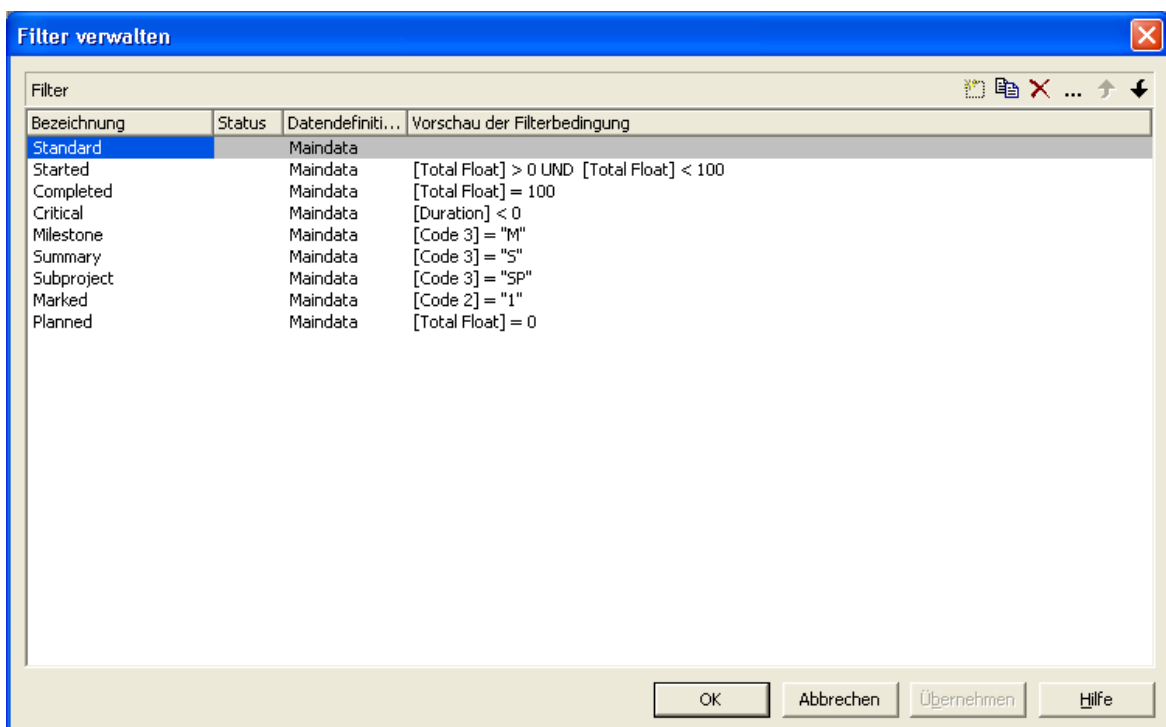 Filter verwalten
Filter
Bezeichnung Status Datendefiniti... Vorschau der Filterbedingung
Standard Maindata
Started Maindata [Total Float] > 0 UND [Total Float] < 100
Completed Maindata [Total Float] = 100
Critical Maindata [Duration] < 0
Milestone Maindata [Code 3] = "M"
Summary Maindata [Code 3] = "S"
Subproject Maindata [Code 3] = "SP"
Marked Maindata [Code 2] = "1"
Planned Maindata [Total Float] = 0
OK Abbrechen Übernehmen Hilfe